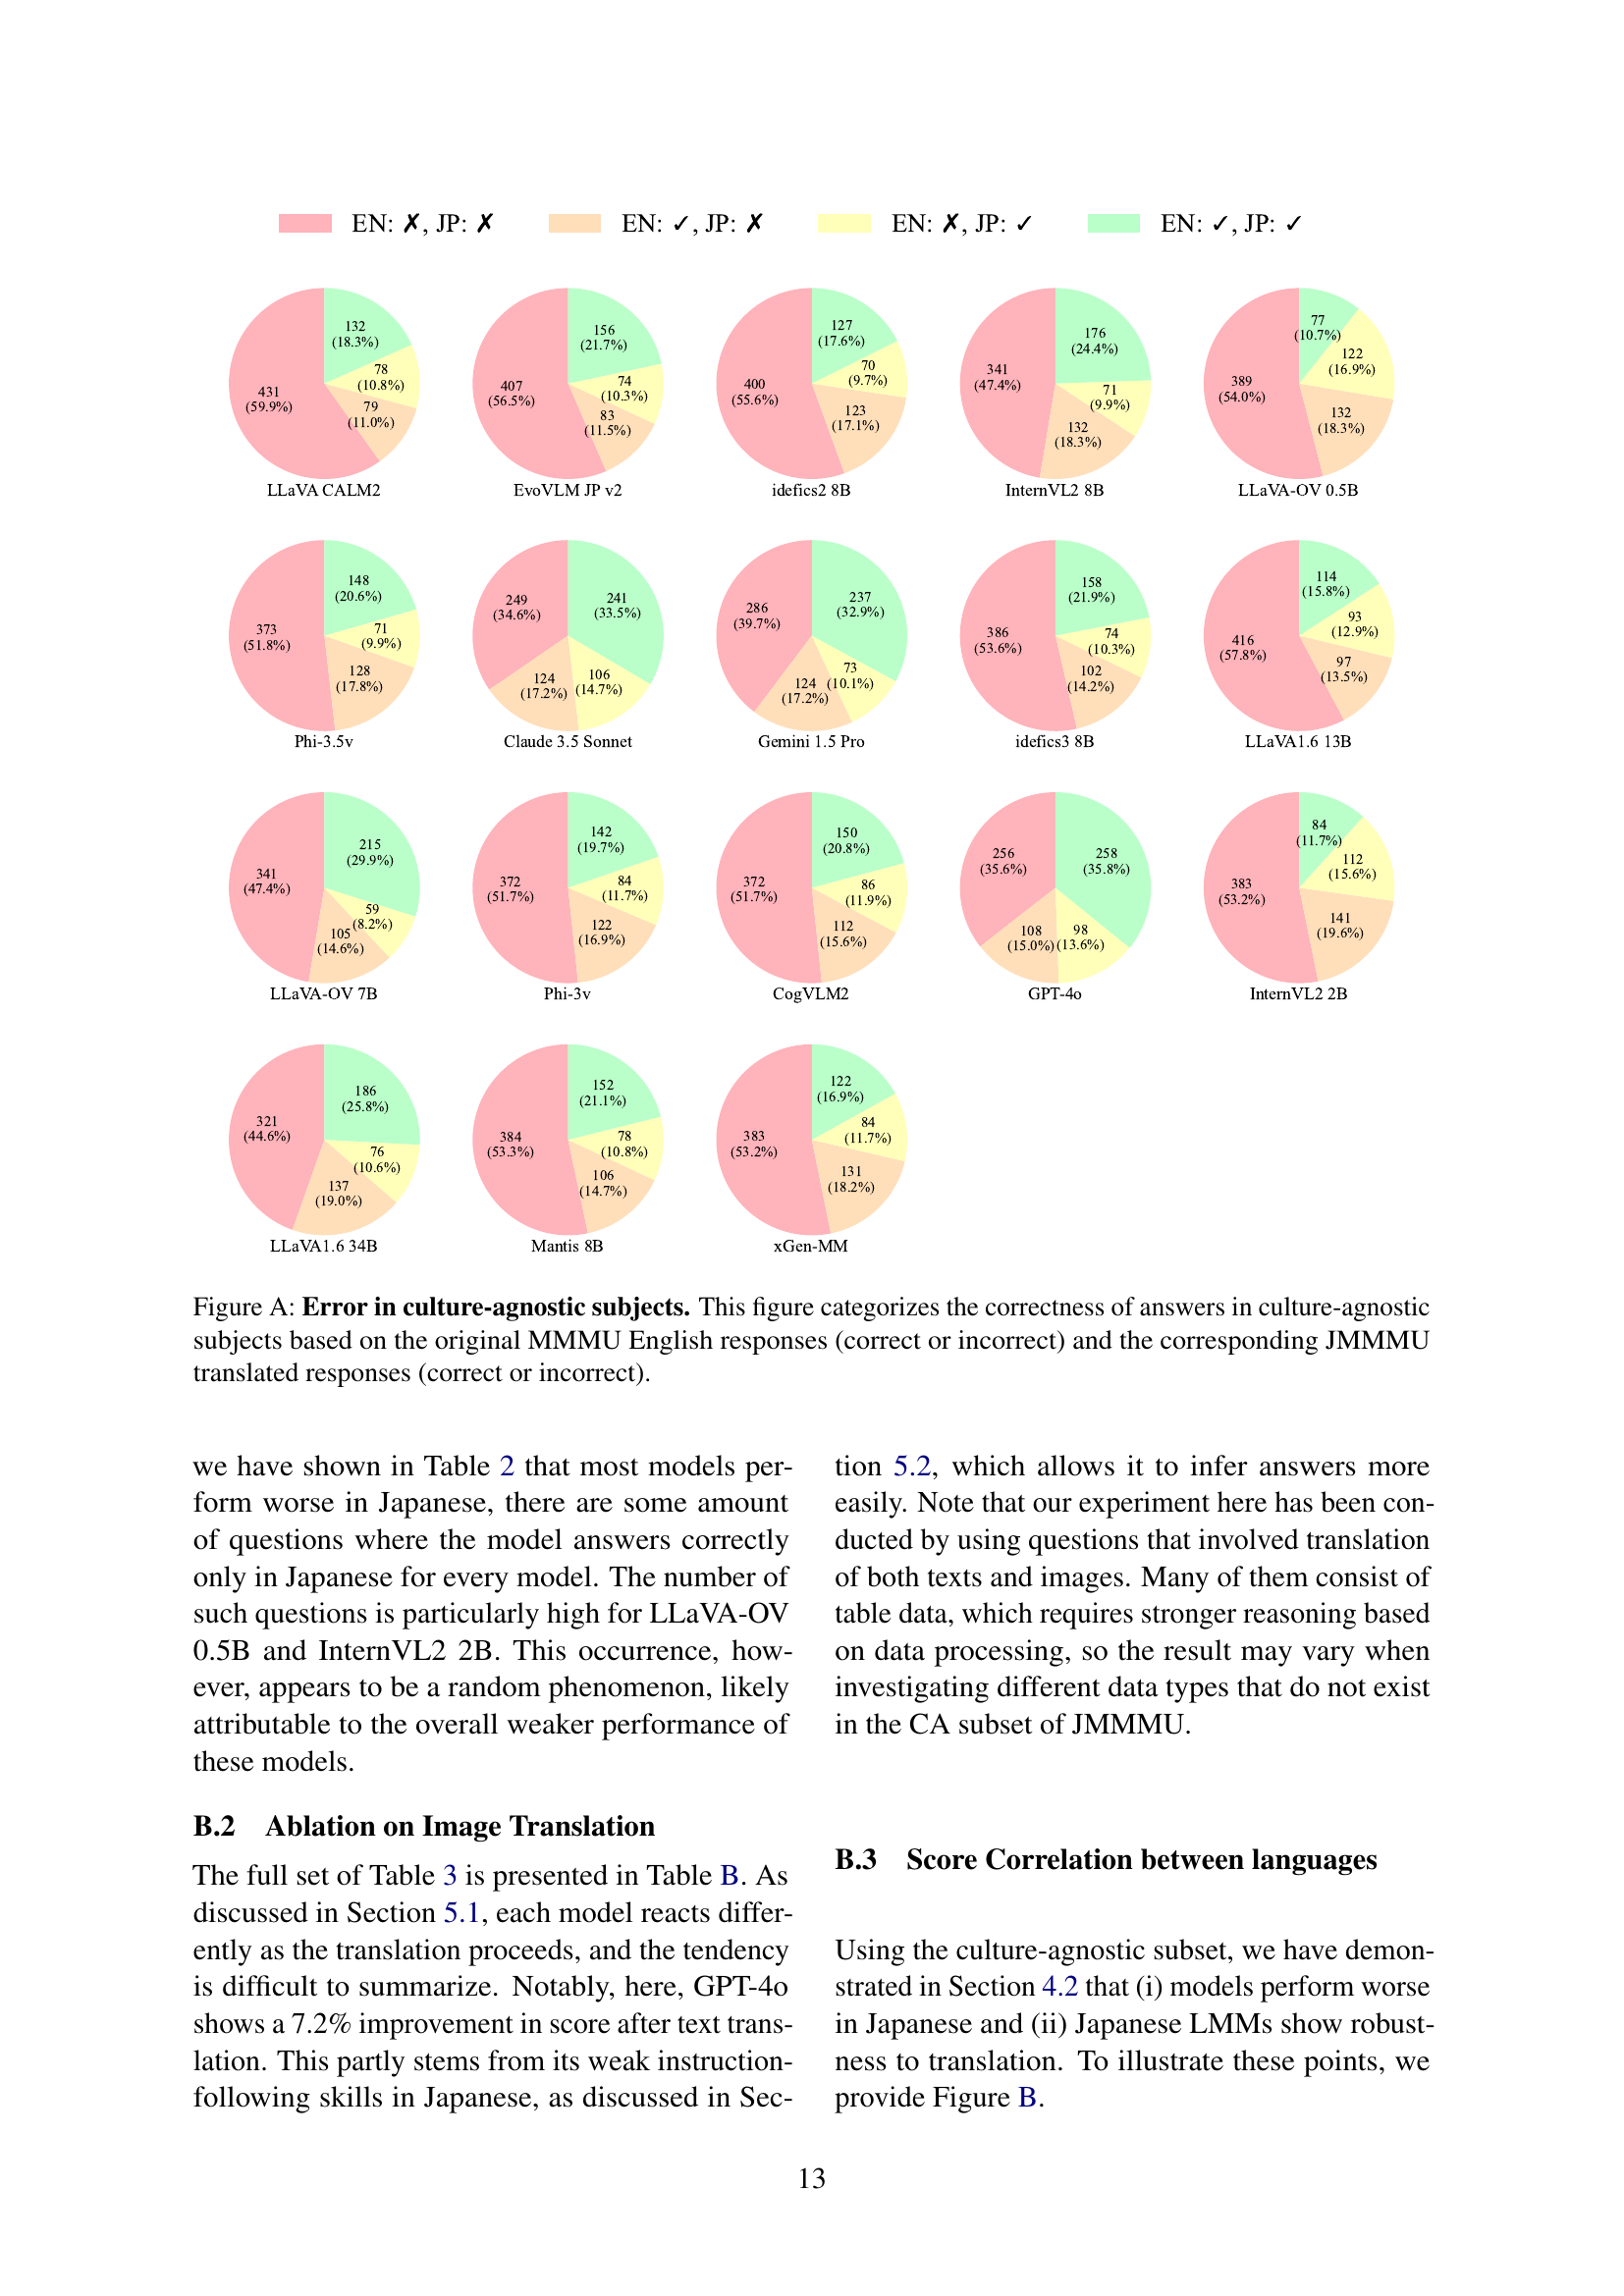 EN: ✗, JP: ✗ EN: ✓, JP: ✗ EN: ✗, JP: ✓ EN: ✓, JP: ✓
132
(18.3%)
78
(10.8%)
79
(11.0%)
431
(59.9%)
LLaVA CALM2
156
(21.7%)
74
(10.3%)
83
(11.5%)
407
(56.5%)
EvoVLM JP v2
127
(17.6%)
70
(9.7%)
123
(17.1%)
400
(55.6%)
idefics2 8B
176
(24.4%)
71
(9.9%)
132
(18.3%)
341
(47.4%)
InternVL2 8B
77
(10.7%)
122
(16.9%)
132
(18.3%)
389
(54.0%)
LLaVA-OV 0.5B
148
(20.6%)
71
(9.9%)
128
(17.8%)
373
(51.8%)
Phi-3.5v
241
(33.5%)
106
(14.7%)
124
(17.2%)
249
(34.6%)
Claude 3.5 Sonnet
237
(32.9%)
73
(10.1%)
124
(17.2%)
286
(39.7%)
Gemini 1.5 Pro
158
(21.9%)
74
(10.3%)
102
(14.2%)
386
(53.6%)
idefics3 8B
114
(15.8%)
93
(12.9%)
97
(13.5%)
416
(57.8%)
LLaVA1.6 13B
215
(29.9%)
59
(8.2%)
105
(14.6%)
341
(47.4%)
LLaVA-OV 7B
142
(19.7%)
84
(11.7%)
122
(16.9%)
372
(51.7%)
Phi-3v
150
(20.8%)
86
(11.9%)
112
(15.6%)
372
(51.7%)
CogVLM2
258
(35.8%)
98
(13.6%)
108
(15.0%)
256
(35.6%)
GPT-4o
84
(11.7%)
112
(15.6%)
141
(19.6%)
383
(53.2%)
InternVL2 2B
186
(25.8%)
76
(10.6%)
137
(19.0%)
321
(44.6%)
LLaVA1.6 34B
152
(21.1%)
78
(10.8%)
106
(14.7%)
384
(53.3%)
Mantis 8B
122
(16.9%)
84
(11.7%)
131
(18.2%)
383
(53.2%)
xGen-MM
Figure A: Error in culture-agnostic subjects. This figure categorizes the correctness of answers in culture-agnostic
subjects based on the original MMMU English responses (correct or incorrect) and the corresponding JMMMU
translated responses (correct or incorrect).
we have shown in Table 2 that most models per-
form worse in Japanese, there are some amount
of questions where the model answers correctly
only in Japanese for every model. The number of
such questions is particularly high for LLaVA-OV
0.5B and InternVL2 2B. This occurrence, how-
ever, appears to be a random phenomenon, likely
attributable to the overall weaker performance of
these models.
B.2 Ablation on Image Translation
The full set of Table 3 is presented in Table B. As
discussed in Section 5.1, each model reacts differ-
ently as the translation proceeds, and the tendency
is difficult to summarize. Notably, here, GPT-4o
shows a 7.2% improvement in score after text trans-
lation. This partly stems from its weak instruction-
following skills in Japanese, as discussed in Sec-
tion 5.2, which allows it to infer answers more
easily. Note that our experiment here has been con-
ducted by using questions that involved translation
of both texts and images. Many of them consist of
table data, which requires stronger reasoning based
on data processing, so the result may vary when
investigating different data types that do not exist
in the CA subset of JMMMU.
B.3 Score Correlation between languages
Using the culture-agnostic subset, we have demon-
strated in Section 4.2 that (i) models perform worse
in Japanese and (ii) Japanese LMMs show robust-
ness to translation. To illustrate these points, we
provide Figure B.
13